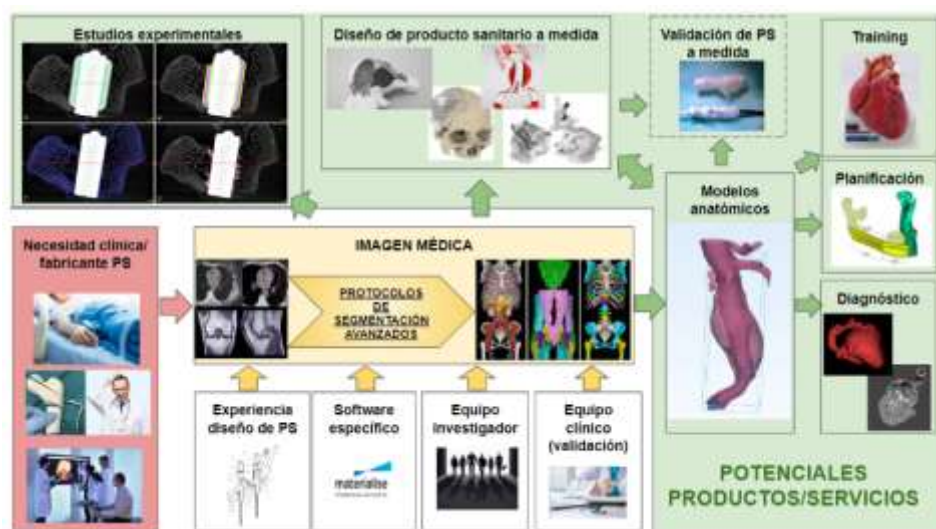 Estudios experimentales
Diseño de producto sanitario a medida
Validación de PS
a medida
Training
Planificación
Modelos
anatómicos
Diagnóstico
Necesidad clínica/
fabricante PS
IMAGEN MÉDICA
PROTOCOLOS
DE
SEGMENTACIÓN
AVANZADOS
Experiencia
diseño de PS
Software
específico
materialise
Equipo
investigador
Equipo
clínico
(validación)
POTENCIALES
PRODUCTOS/SERVICIOS